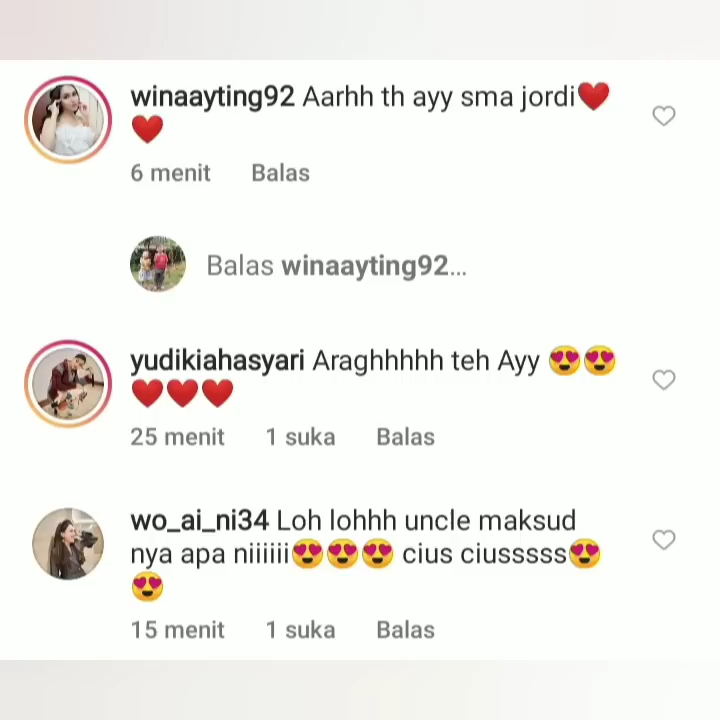 winaayting92 Aarhh th ayy sma jordi❤️
❤️
6 menit Balas
Balas winaayting92...
yudikiahasyari Araghhhhh teh Ayy 😍😍
❤️❤️❤️
25 menit 1 suka Balas
wo_ai_ni34 Loh lohhh uncle maksud
nya apa niiiiii😍😍😍 cius ciusssss😍
😍
15 menit 1 suka Balas